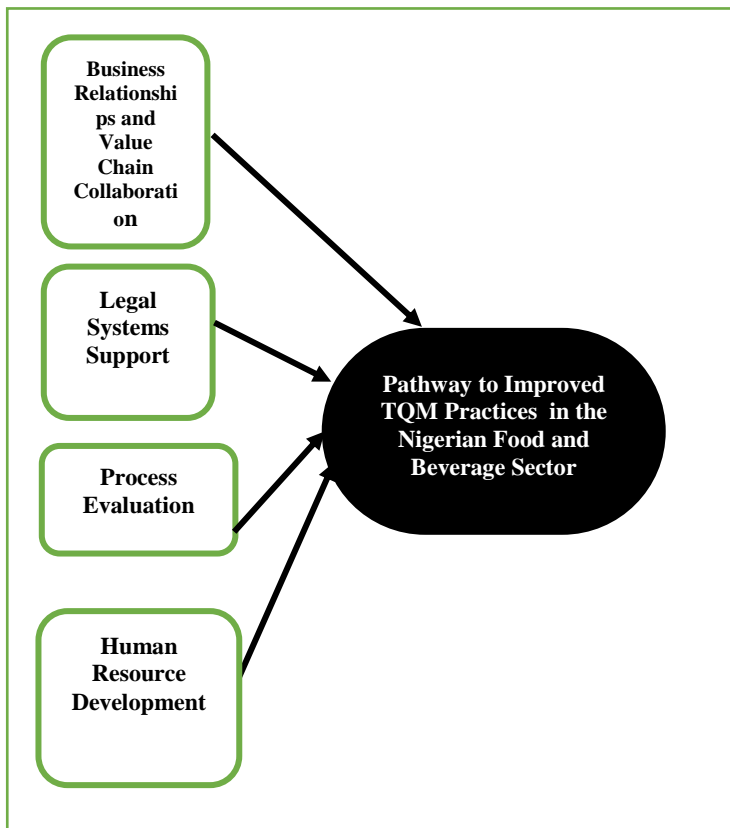 Business
Relationshi
ps and
Value
Chain
Collaborati
on
Legal
Systems
Support
Process
Evaluation
Human
Resource
Development
Pathway to Improved
TQM Practices in the
Nigerian Food and
Beverage Sector